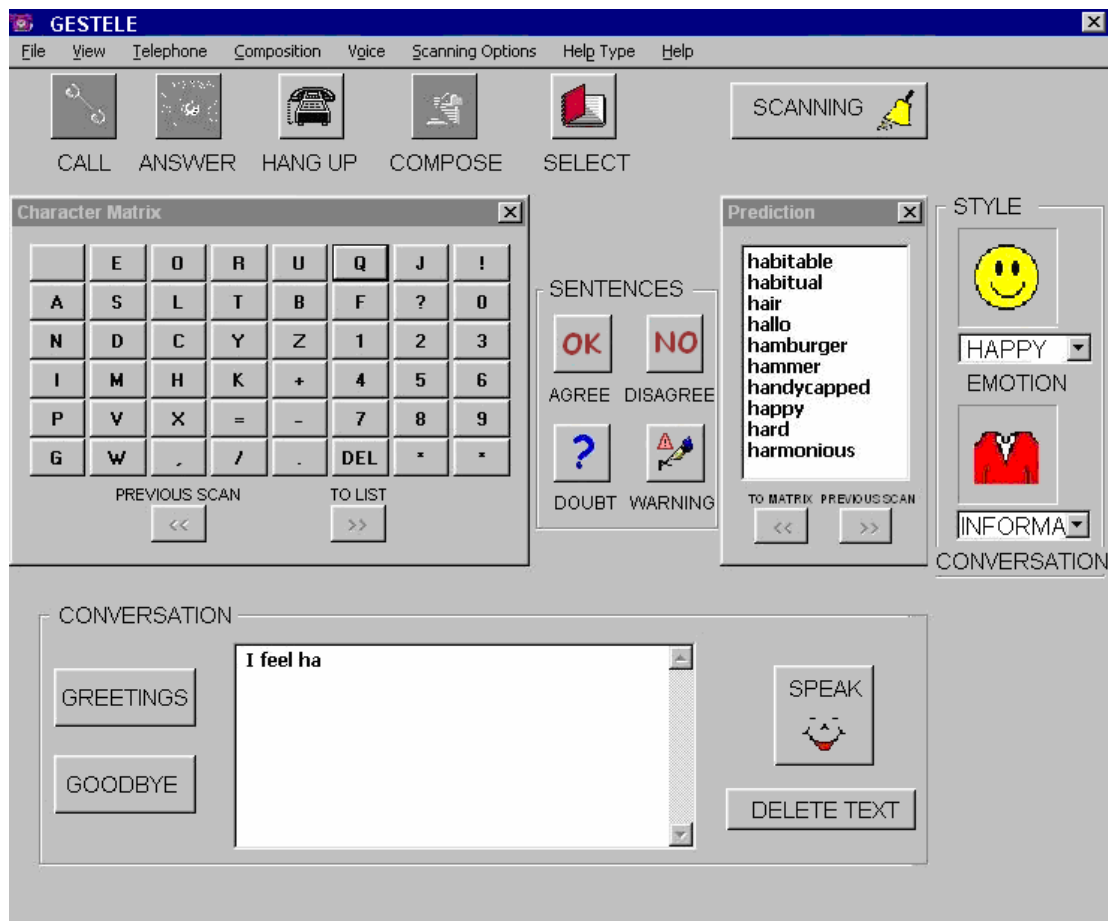 GESTELE
File View Telephone Composition Voice Scanning Options Help Type Help
CALL ANSWER HANG UP COMPOSE SELECT
SCANNING
Character Matrix
E O R U Q J !
A S L T B F ? 0
N D C Y Z 1 2 3
I M H K + 4 5 6
P V X = - 7 8 9
G W , / . DEL * *
PREVIOUS SCAN TO LIST
<< >>
SENTENCES
OK NO
AGREE DISAGREE
?
DOUBT WARNING
Prediction
habitable
habitual
hair
hallo
hamburger
hammer
handycapped
happy
hard
harmonious
TO MATRIX PREVIOUS SCAN
<< >>
STYLE
HAPPY
EMOTION
INFORMA
CONVERSATION
CONVERSATION
GREETINGS
GOODBYE
I feel ha
SPEAK
DELETE TEXT